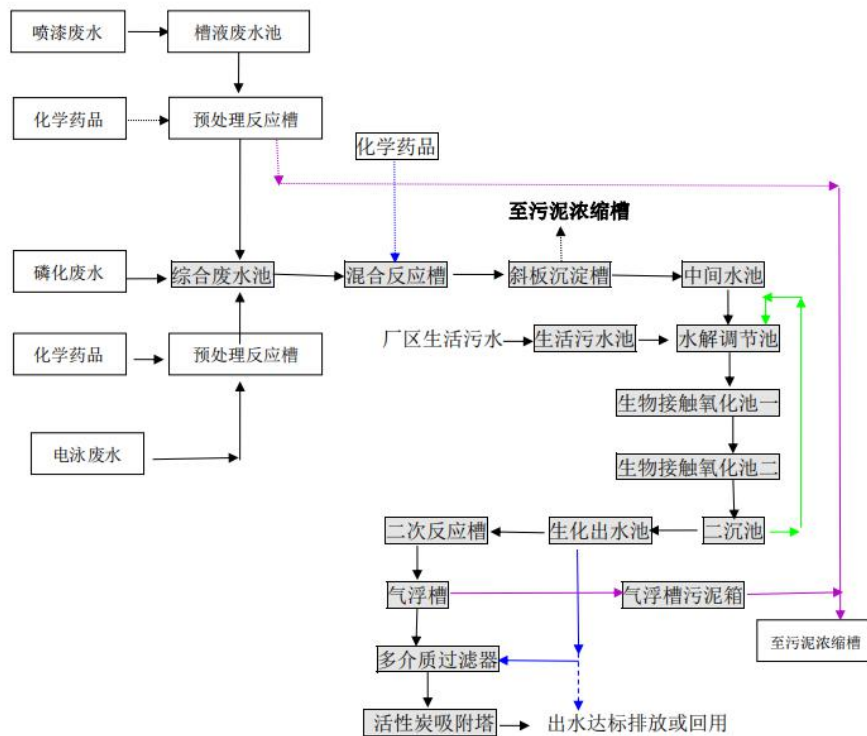 喷漆废水
槽液废水池
化学药品
预处理反应槽
化学药品
至污泥浓缩槽
磷化废水
综合废水池
混合反应槽
斜板沉淀槽
中间水池
厂区生活污水
生活污水池
水解调节池
化学药品
预处理反应槽
生物接触氧化池一
电泳废水
生物接触氧化池二
二次反应槽
生化出水池
二沉池
气浮槽
气浮槽污泥箱
至污泥浓缩槽
多介质过滤器
活性炭吸附塔
出水达标排放或回用